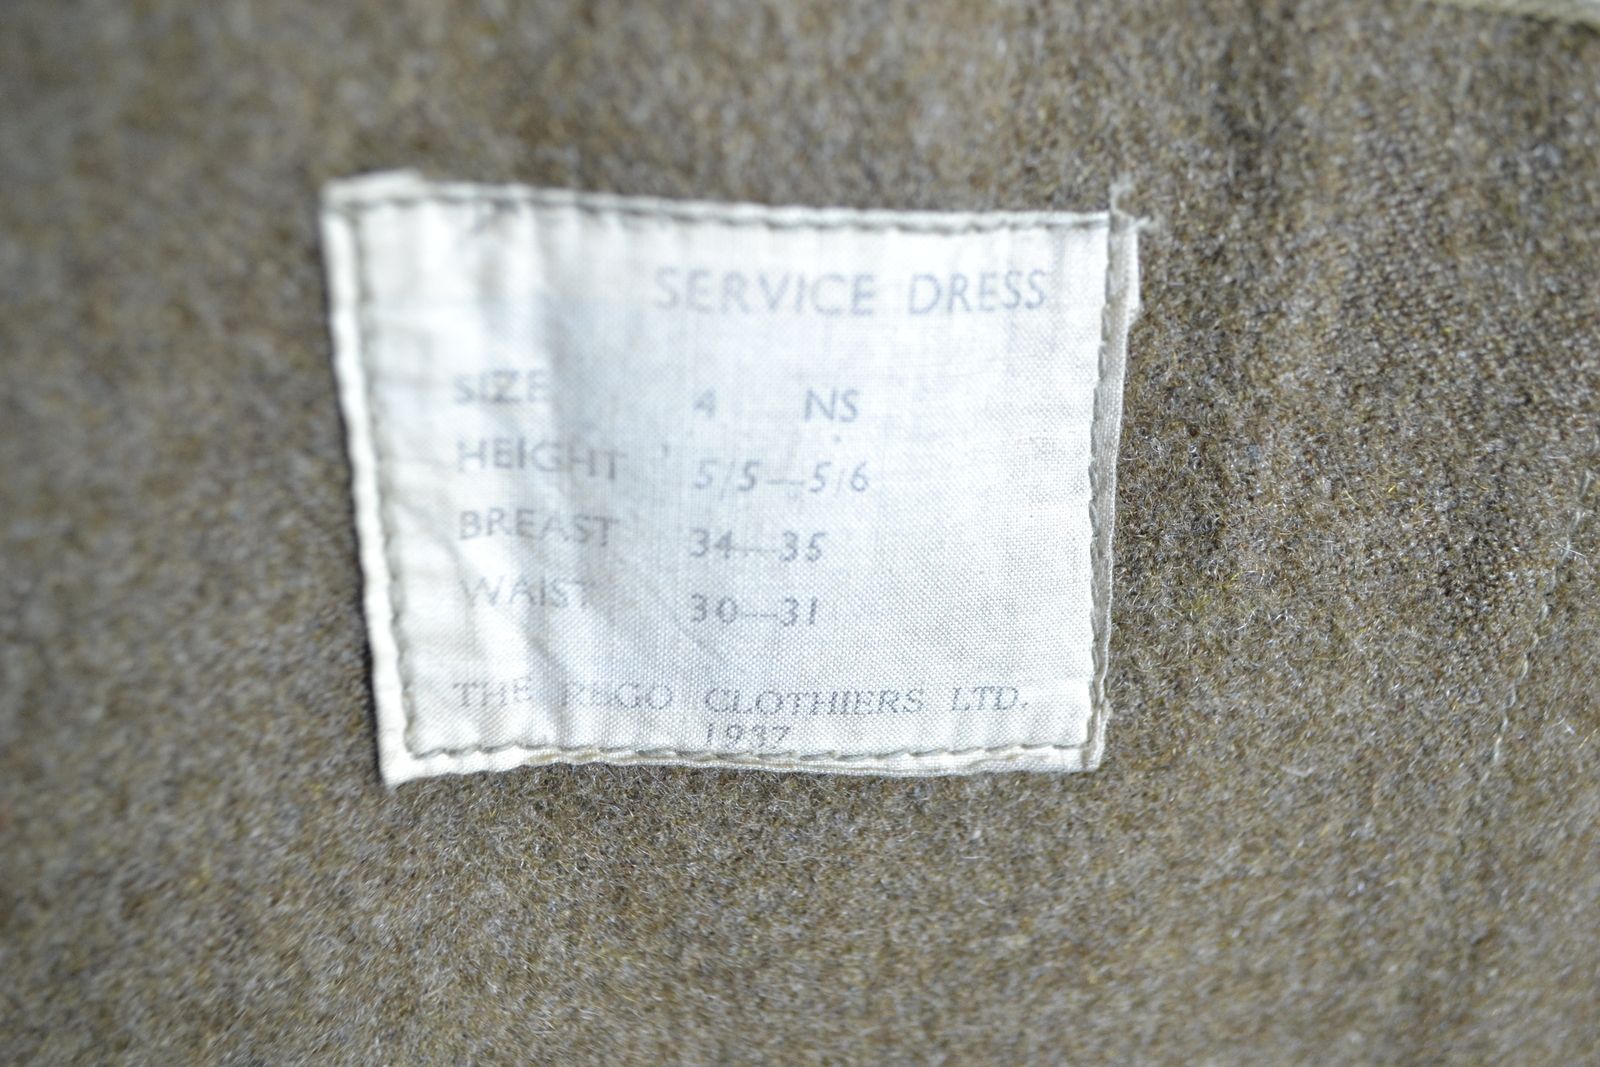 SERVICE DRESS
SIZE 4 NS
HEIGHT 5/5—5/6
BREAST 34—35
WAIST 30—31
THE REGO CLOTHIERS LTD.